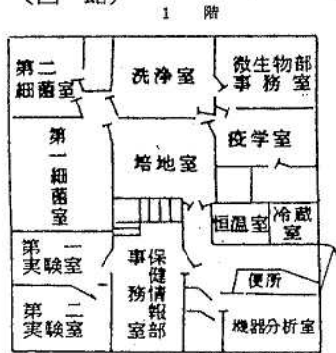 1 階
第二
細菌室
洗浄室
微生物部
事務室
第一細菌室
培地室
疫学室
恒温室
冷蔵
室
第一
実験室
第二
実験室
保健情報部
事務室
便所
機器分析室